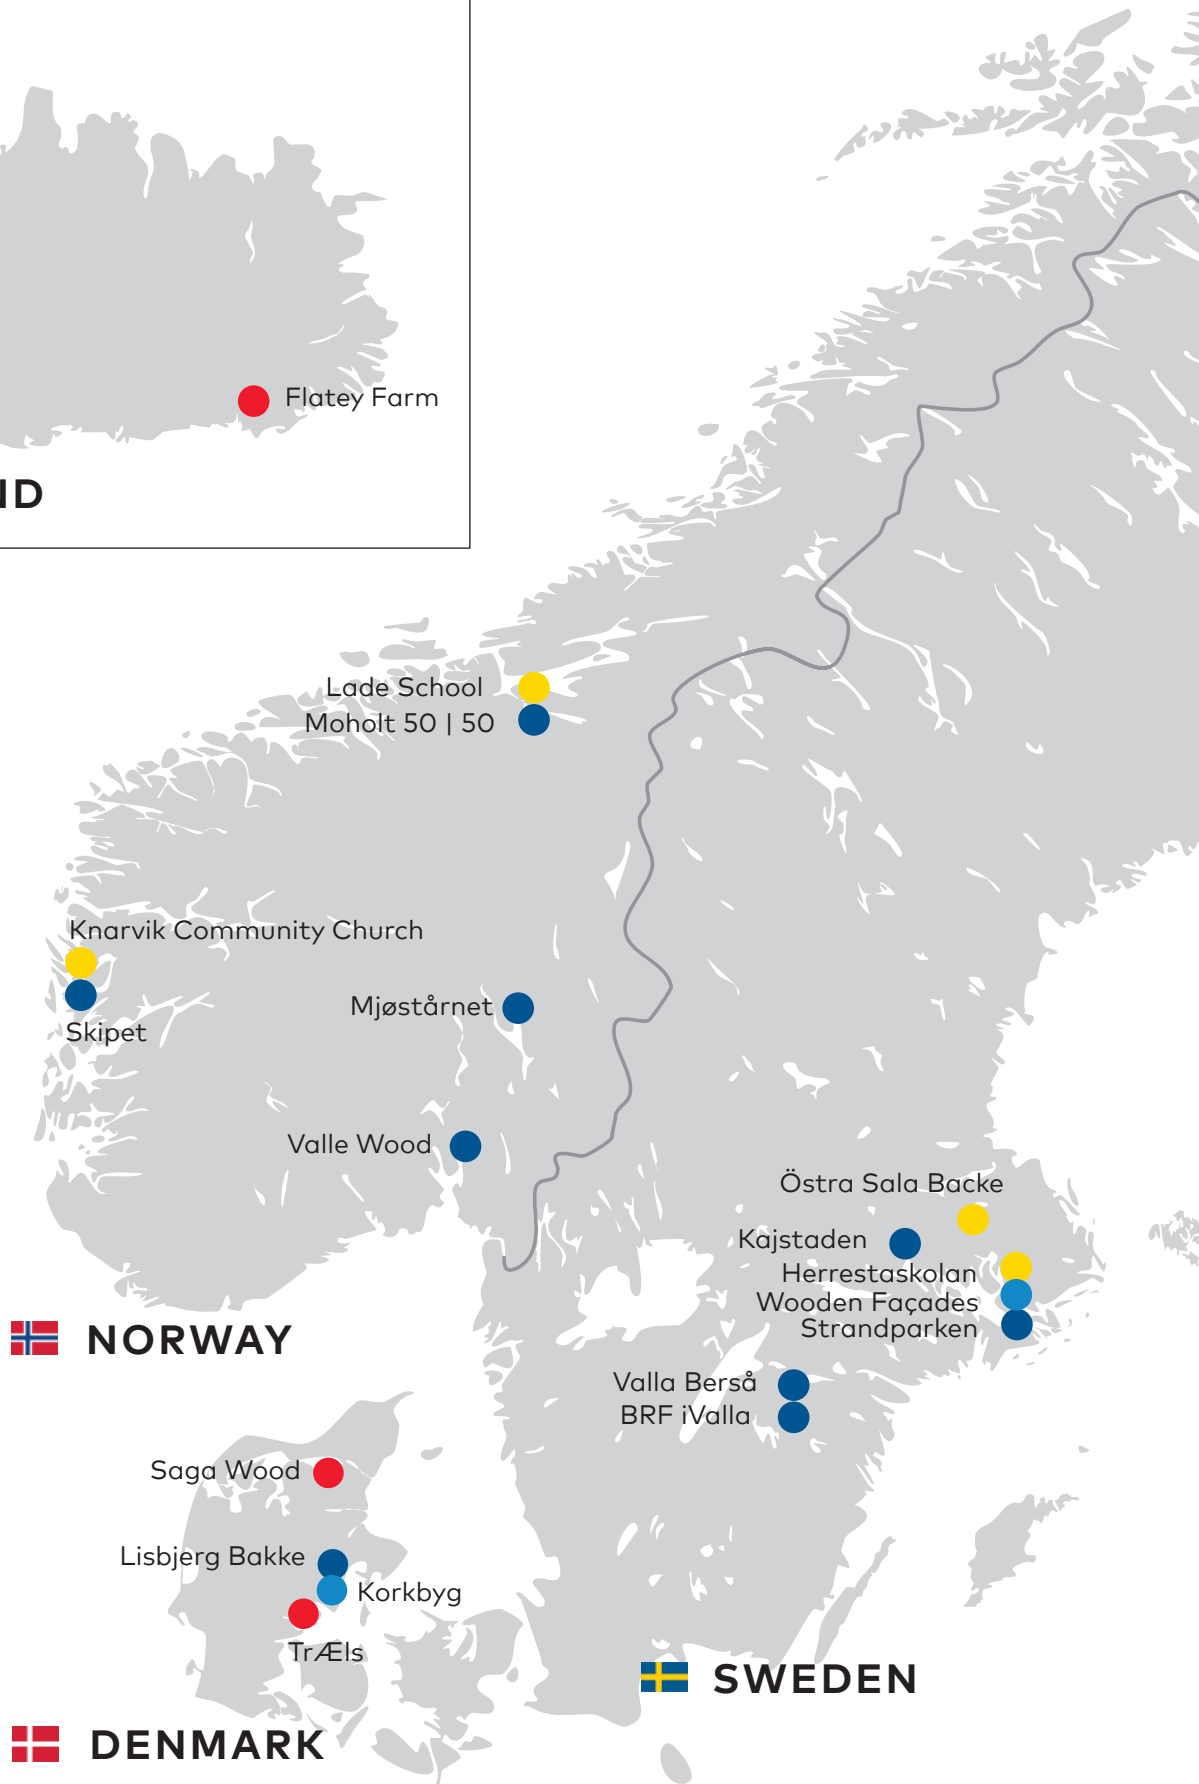 Flatey Farm
ND
Lade School
Moholt 50 | 50
Knarvik Community Church
Skipet
Mjøstårnet
Valle Wood
Östra Sala Backe
Kajstaden
Herrestaskolan
Wooden Façades
Strandparken
NORWAY
Valla Berså
BRF iValla
Saga Wood
Lisbjerg Bakke
Korkbyg
TrÆls
SWEDEN
DENMARK